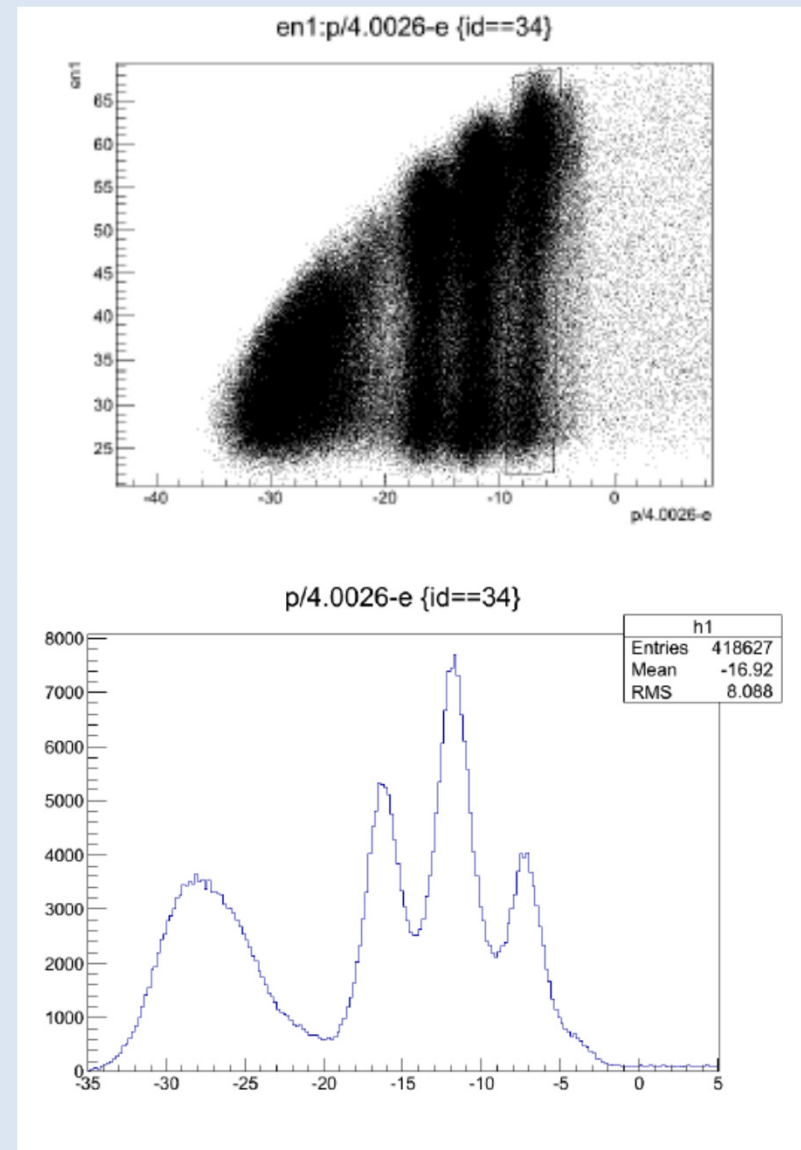 en1:p/4.0026-e {id==34}
en1
65
60
55
50
45
40
35
30
25
-40 -30 -20 -10 0
p/4.0026-e
p/4.0026-e {id==34}
h1
Entries 418627
Mean -16.92
RMS 8.088
8000
7000
6000
5000
4000
3000
2000
1000
0
-35 -30 -25 -20 -15 -10 -5 0 5